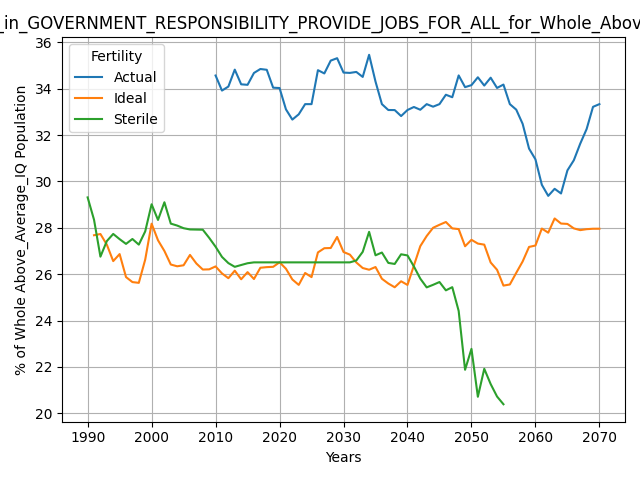 _in_GOVERNMENT_RESPONSIBILITY_PROVIDE_JOBS_FOR_ALL_for_Whole_Abov
Fertility
Actual
Ideal
Sterile
% of Whole Above_Average_IQ Population
36
34
32
30
28
26
24
22
20
1990 2000 2010 2020 2030 2040 2050 2060 2070
Years